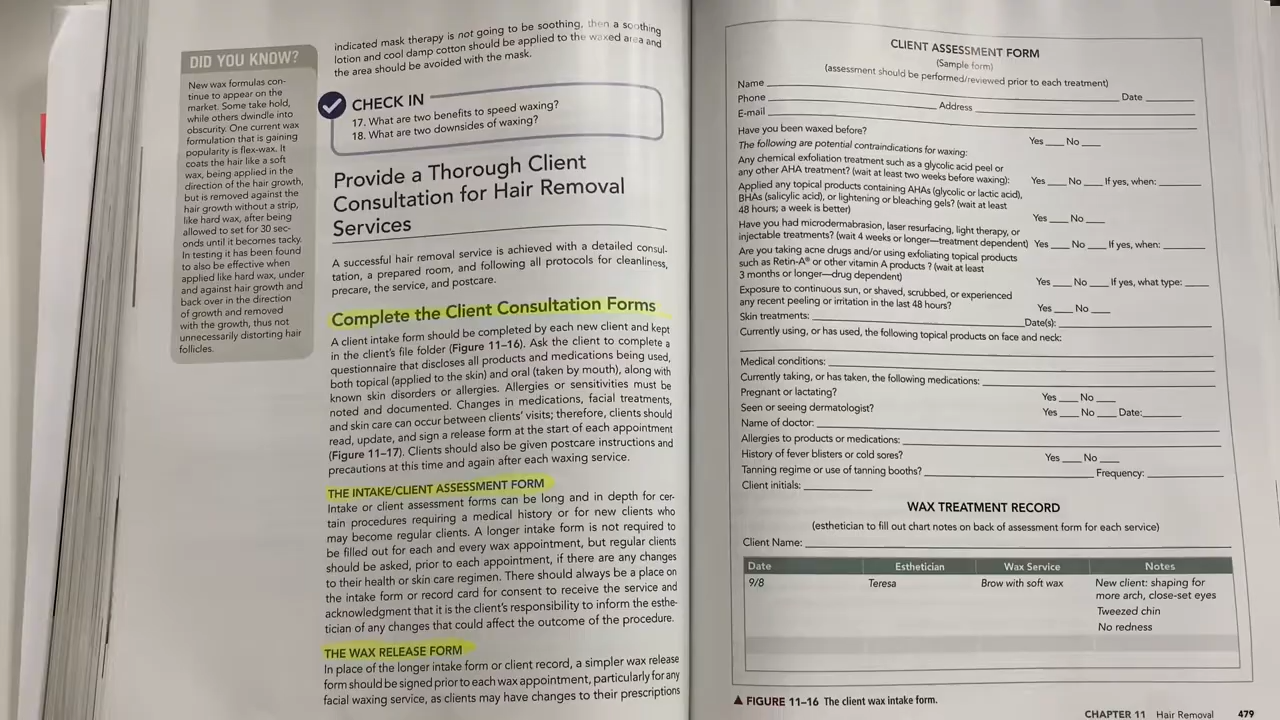 DID YOU KNOW?
New wax formulas con-
tinue to appear on the
market. Some take hold,
while others dwindle into
obscurity. One current wax
formulation that is gaining
popularity is flex-wax. It
coats the hair like a soft
wax, being applied in the
direction of the hair growth,
but is removed against the
hair growth without a strip,
like hard wax, after being
allowed to set for 30 sec-
onds until it becomes tacky.
In testing it has been found
to also be effective when
applied like hard wax, under
and against hair growth and
back over in the direction
of growth and removed
with the growth, thus not
unnecessarily distorting hair
follicles.
indicated mask therapy is not going to be soothing, then a soothing
lotion and cool damp cotton should be applied to the waxed area and
the area should be avoided with the mask.
CHECK IN
17. What are two benefits to speed waxing?
18. What are two downsides of waxing?
Provide a Thorough Client
Consultation for Hair Removal
Services
A successful hair removal service is achieved with a detailed consul-
tation, a prepared room, and following all protocols for cleanliness,
precare, the service, and postcare.
Complete the Client Consultation Forms
A client intake form should be completed by each new client and kept
in the client's file folder (Figure 11–16). Ask the client to complete a
questionnaire that discloses all products and medications being used,
both topical (applied to the skin) and oral (taken by mouth), along with
known skin disorders or allergies. Allergies or sensitivities must be
noted and documented. Changes in medications, facial treatments,
and skin care can occur between clients' visits; therefore, clients should
read, update, and sign a release form at the start of each appointment
(Figure 11–17). Clients should also be given postcare instructions and
precautions at this time and again after each waxing service.
THE INTAKE/CLIENT ASSESSMENT FORM
Intake or client assessment forms can be long and in depth for cer-
tain procedures requiring a medical history or for new clients who
may become regular clients. A longer intake form is not required to
be filled out for each and every wax appointment, but regular clients
should be asked, prior to each appointment, if there are any changes
to their health or skin care regimen. There should always be a place on
the intake form or record card for consent to receive the service and
acknowledgment that it is the client's responsibility to inform the esthe-
tician of any changes that could affect the outcome of the procedure.
THE WAX RELEASE FORM
In place of the longer intake form or client record, a simpler wax release
form should be signed prior to each wax appointment, particularly for any
facial waxing service, as clients may have changes to their prescriptions
CLIENT ASSESSMENT FORM
(Sample form)
(assessment should be performed/reviewed prior to each treatment)
Name Date
Phone Address
E-mail
Have you been waxed before? Yes No
The following are potential contraindications for waxing:
Any chemical exfoliation treatment such as a glycolic acid peel or
any other AHA treatment? (wait at least two weeks before waxing): Yes No If yes, when:
Applied any topical products containing AHAs (glycolic or lactic acid),
BHAs (salicylic acid), or lightening or bleaching gels? (wait at least
48 hours; a week is better) Yes No
Have you had microdermabrasion, laser resurfacing, light therapy, or
injectable treatments? (wait 4 weeks or longer—treatment dependent) Yes No If yes, when:
Are you taking acne drugs and/or using exfoliating topical products
such as Retin-A® or other vitamin A products ? (wait at least
3 months or longer—drug dependent) Yes No If yes, what type:
Exposure to continuous sun, or shaved, scrubbed, or experienced
any recent peeling or irritation in the last 48 hours? Yes No
Skin treatments: Date(s):
Currently using, or has used, the following topical products on face and neck:
Medical conditions:
Currently taking, or has taken, the following medications:
Pregnant or lactating? Yes No
Seen or seeing dermatologist? Yes No Date:
Name of doctor:
Allergies to products or medications:
History of fever blisters or cold sores? Yes No
Tanning regime or use of tanning booths? Frequency:
Client initials:
WAX TREATMENT RECORD
(esthetician to fill out chart notes on back of assessment form for each service)
Client Name:
Date Esthetician Wax Service Notes
9/8 Teresa Brow with soft wax New client: shaping for
more arch, close-set eyes
Tweezed chin
No redness
▲ FIGURE 11–16 The client wax intake form.
CHAPTER 11 Hair Removal 479